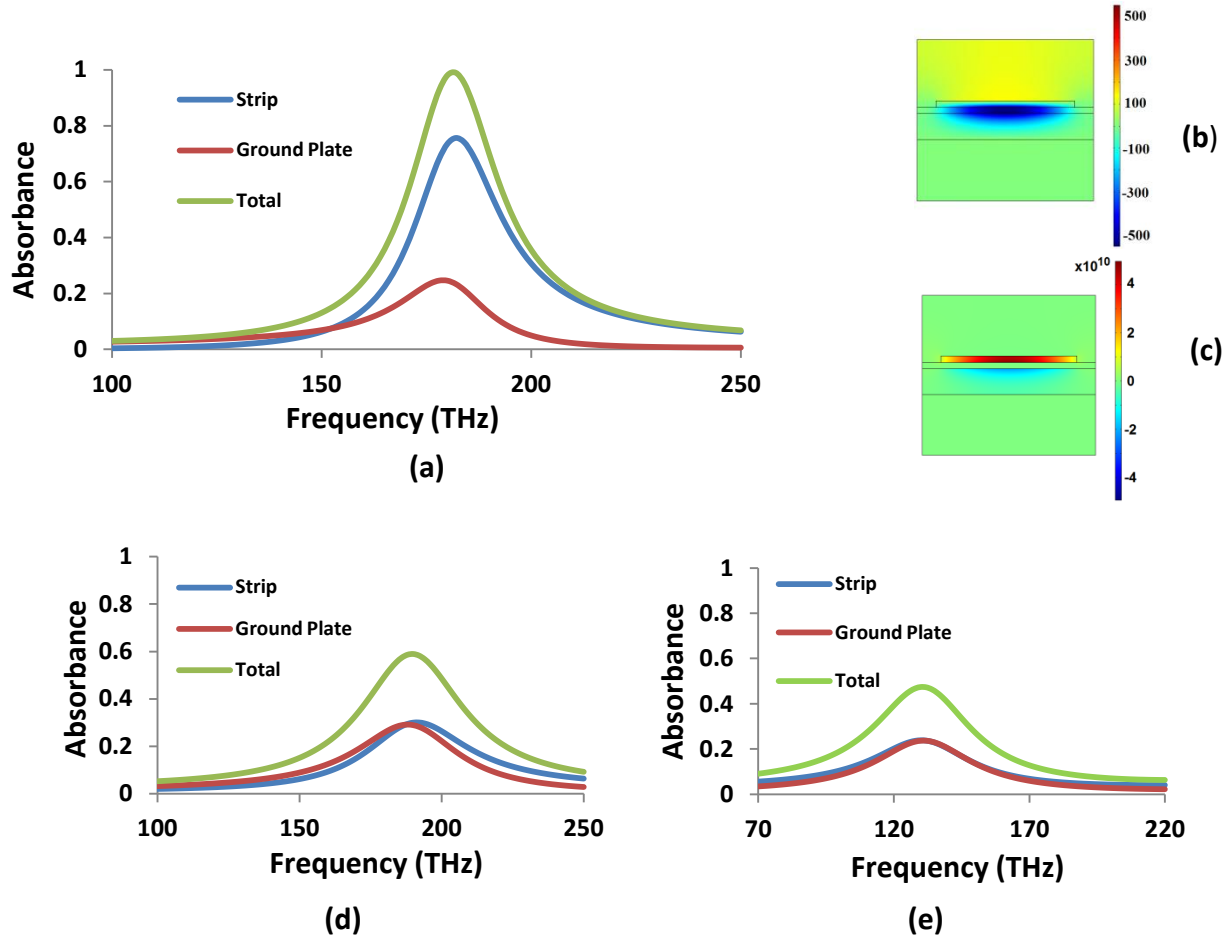 1
0.8
0.6
0.4
0.2
0
100
150
200
250
Absorbance
Frequency (THz)
Strip
Ground Plate
Total
(a)
500
300
100
-100
-300
-500
(b)
x10^10
4
2
0
-2
-4
(c)
1
0.8
0.6
0.4
0.2
0
100
150
200
250
Absorbance
Frequency (THz)
Strip
Ground Plate
Total
(d)
1
0.8
0.6
0.4
0.2
0
70
120
170
220
Absorbance
Frequency (THz)
Strip
Ground Plate
Total
(e)